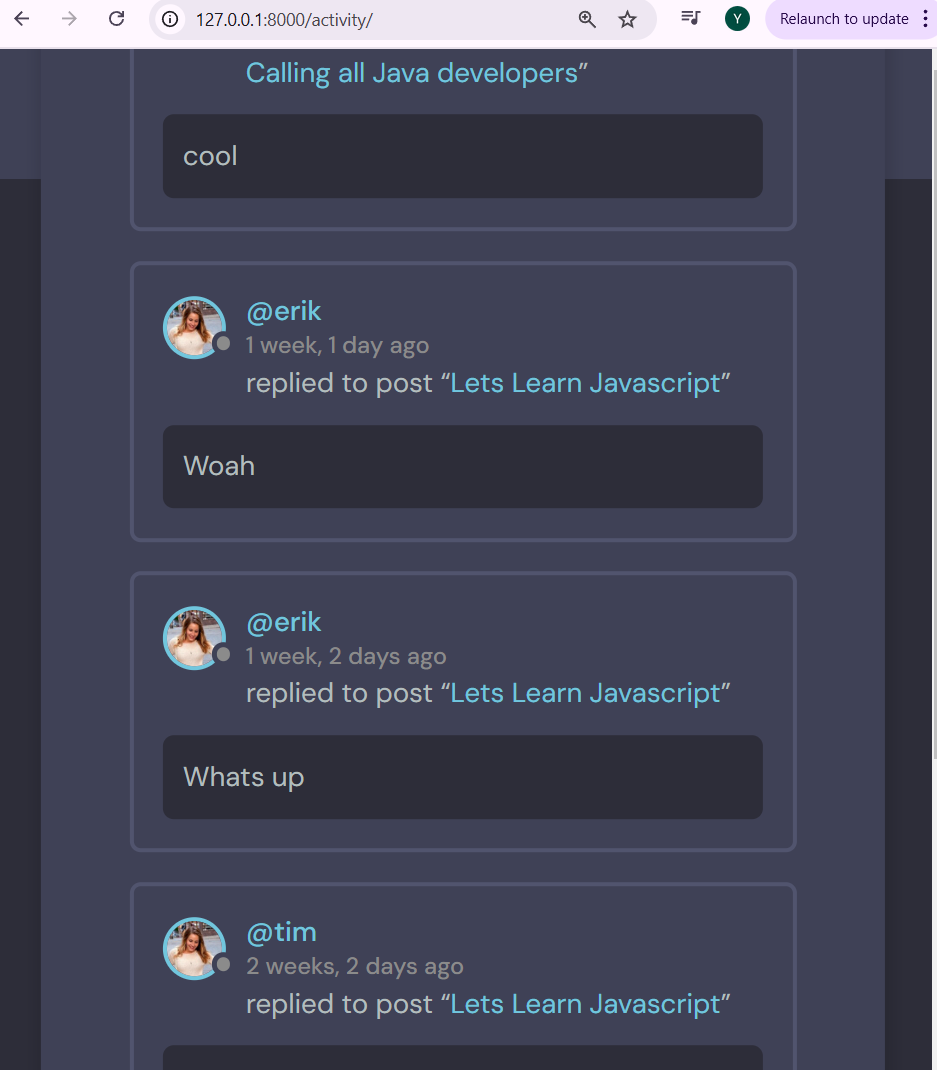 127.0.0.1:8000/activity/
Y
Relaunch to update
Calling all Java developers”
cool
@erik
1 week, 1 day ago
replied to post “Lets Learn Javascript”
Woah
@erik
1 week, 2 days ago
replied to post “Lets Learn Javascript”
Whats up
@tim
2 weeks, 2 days ago
replied to post “Lets Learn Javascript”